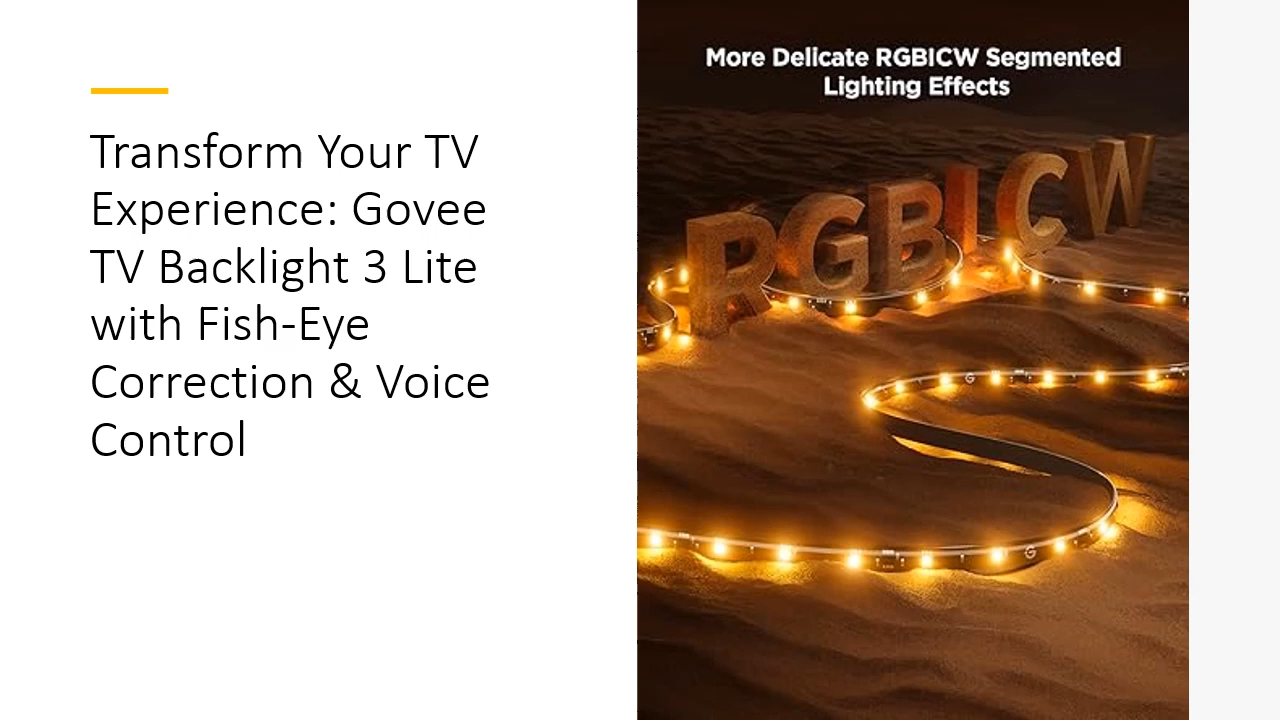 Transform Your TV
Experience: Govee
TV Backlight 3 Lite
with Fish-Eye
Correction & Voice
Control
More Delicate RGBICW Segmented
Lighting Effects
RGBICW